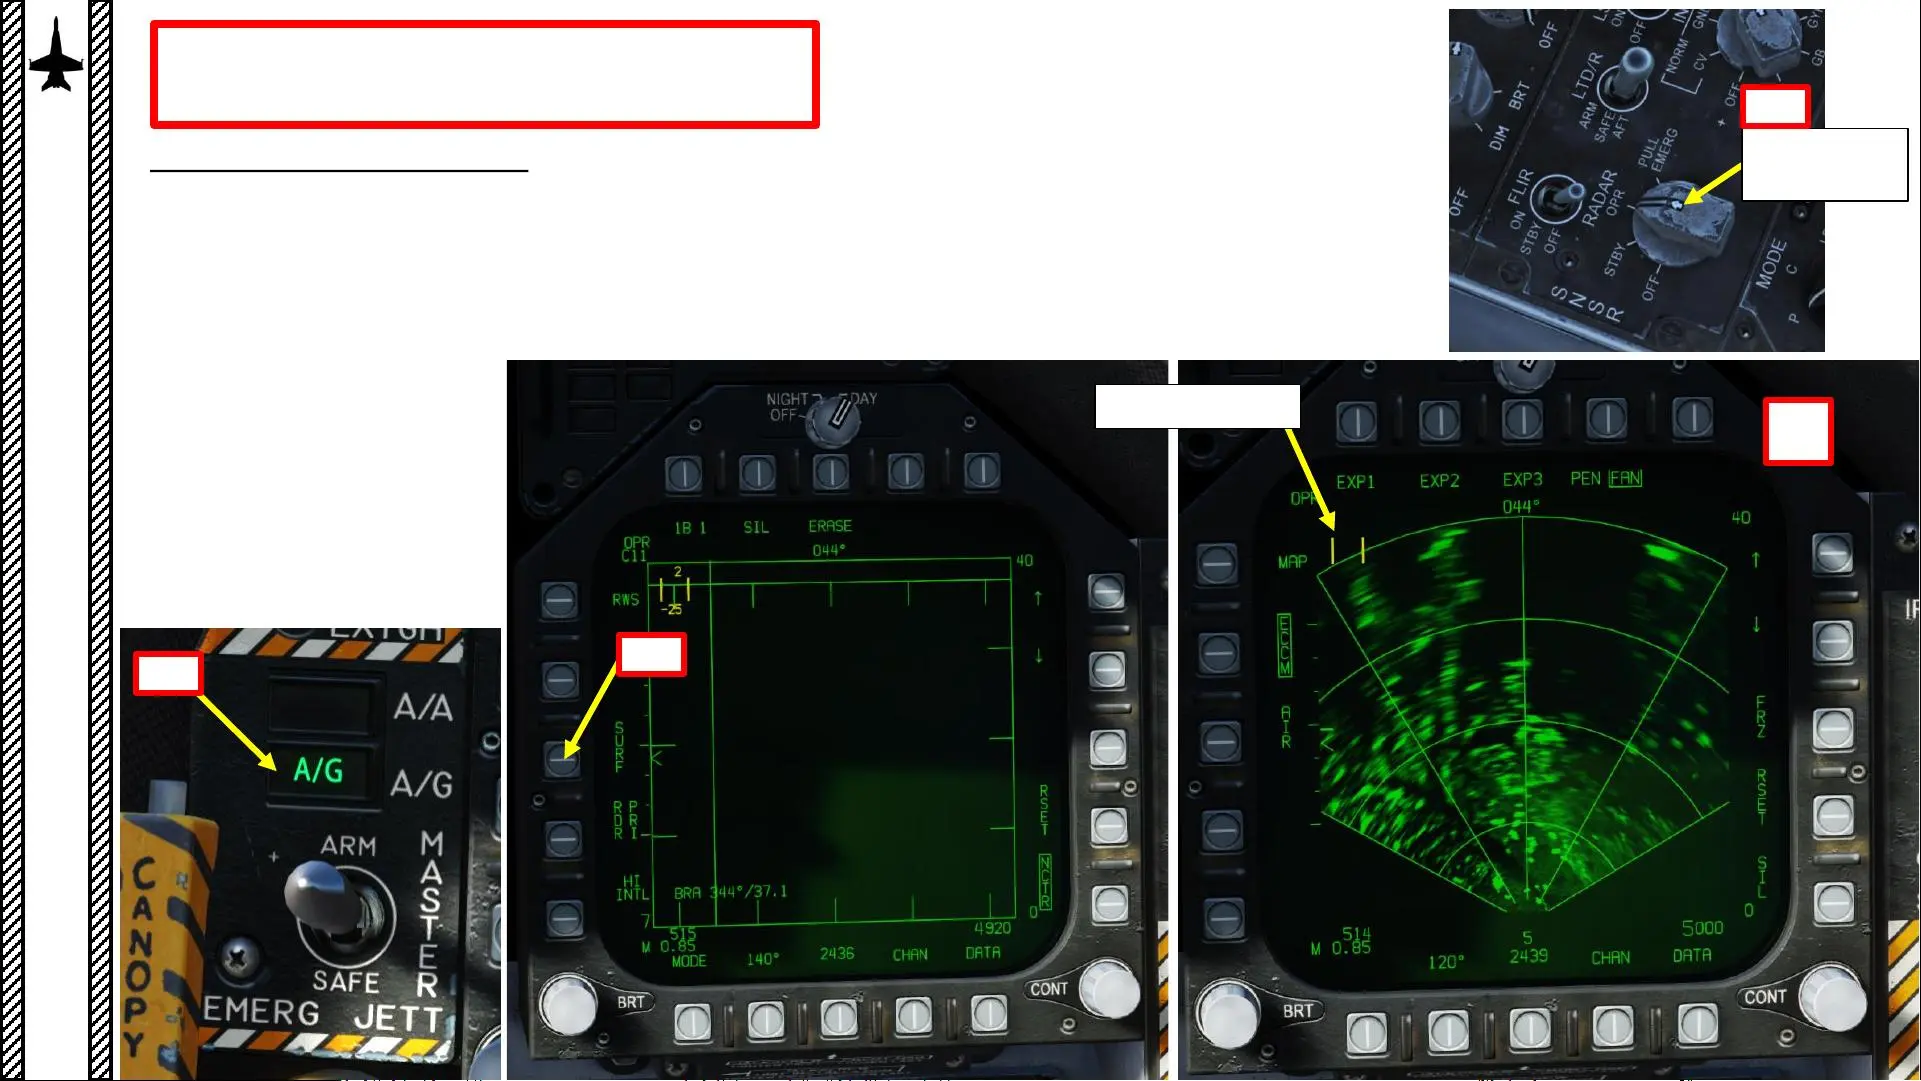 OFF
BRT
DIM
OFF
LTD/R
ARM
SAFE
AFT
ON
OFF
NORM
CV
OFF
+
GB
PULL
EMERG
FLIR
ON
STBY
OFF
RADAR
OPR
STBY
OFF
SNSR
MODE
C
P
NIGHT
DAY
OFF
1B 1
SIL
ERASE
OPR
C11
044°
40
2
RWS
-25
↑
↓
SURF
RSET
RDR
PRI
HI
INTL
BRA 344°/37.1
NCTR
7
0
515
4920
M 0.85
MODE
140°
2436
CHAN
DATA
BRT
CONT
EXP1
EXP2
EXP3
PEN
FAN
OPR
044°
40
MAP
↑
ECM
↓
AIR
FRZ
RSET
SIL
0
514
5000
M 0.85
5
120°
2439
CHAN
DATA
BRT
CONT
A/A
A/G
A/G
ARM
+
SAFE
MASTER
CANOPY
EMERG JETT